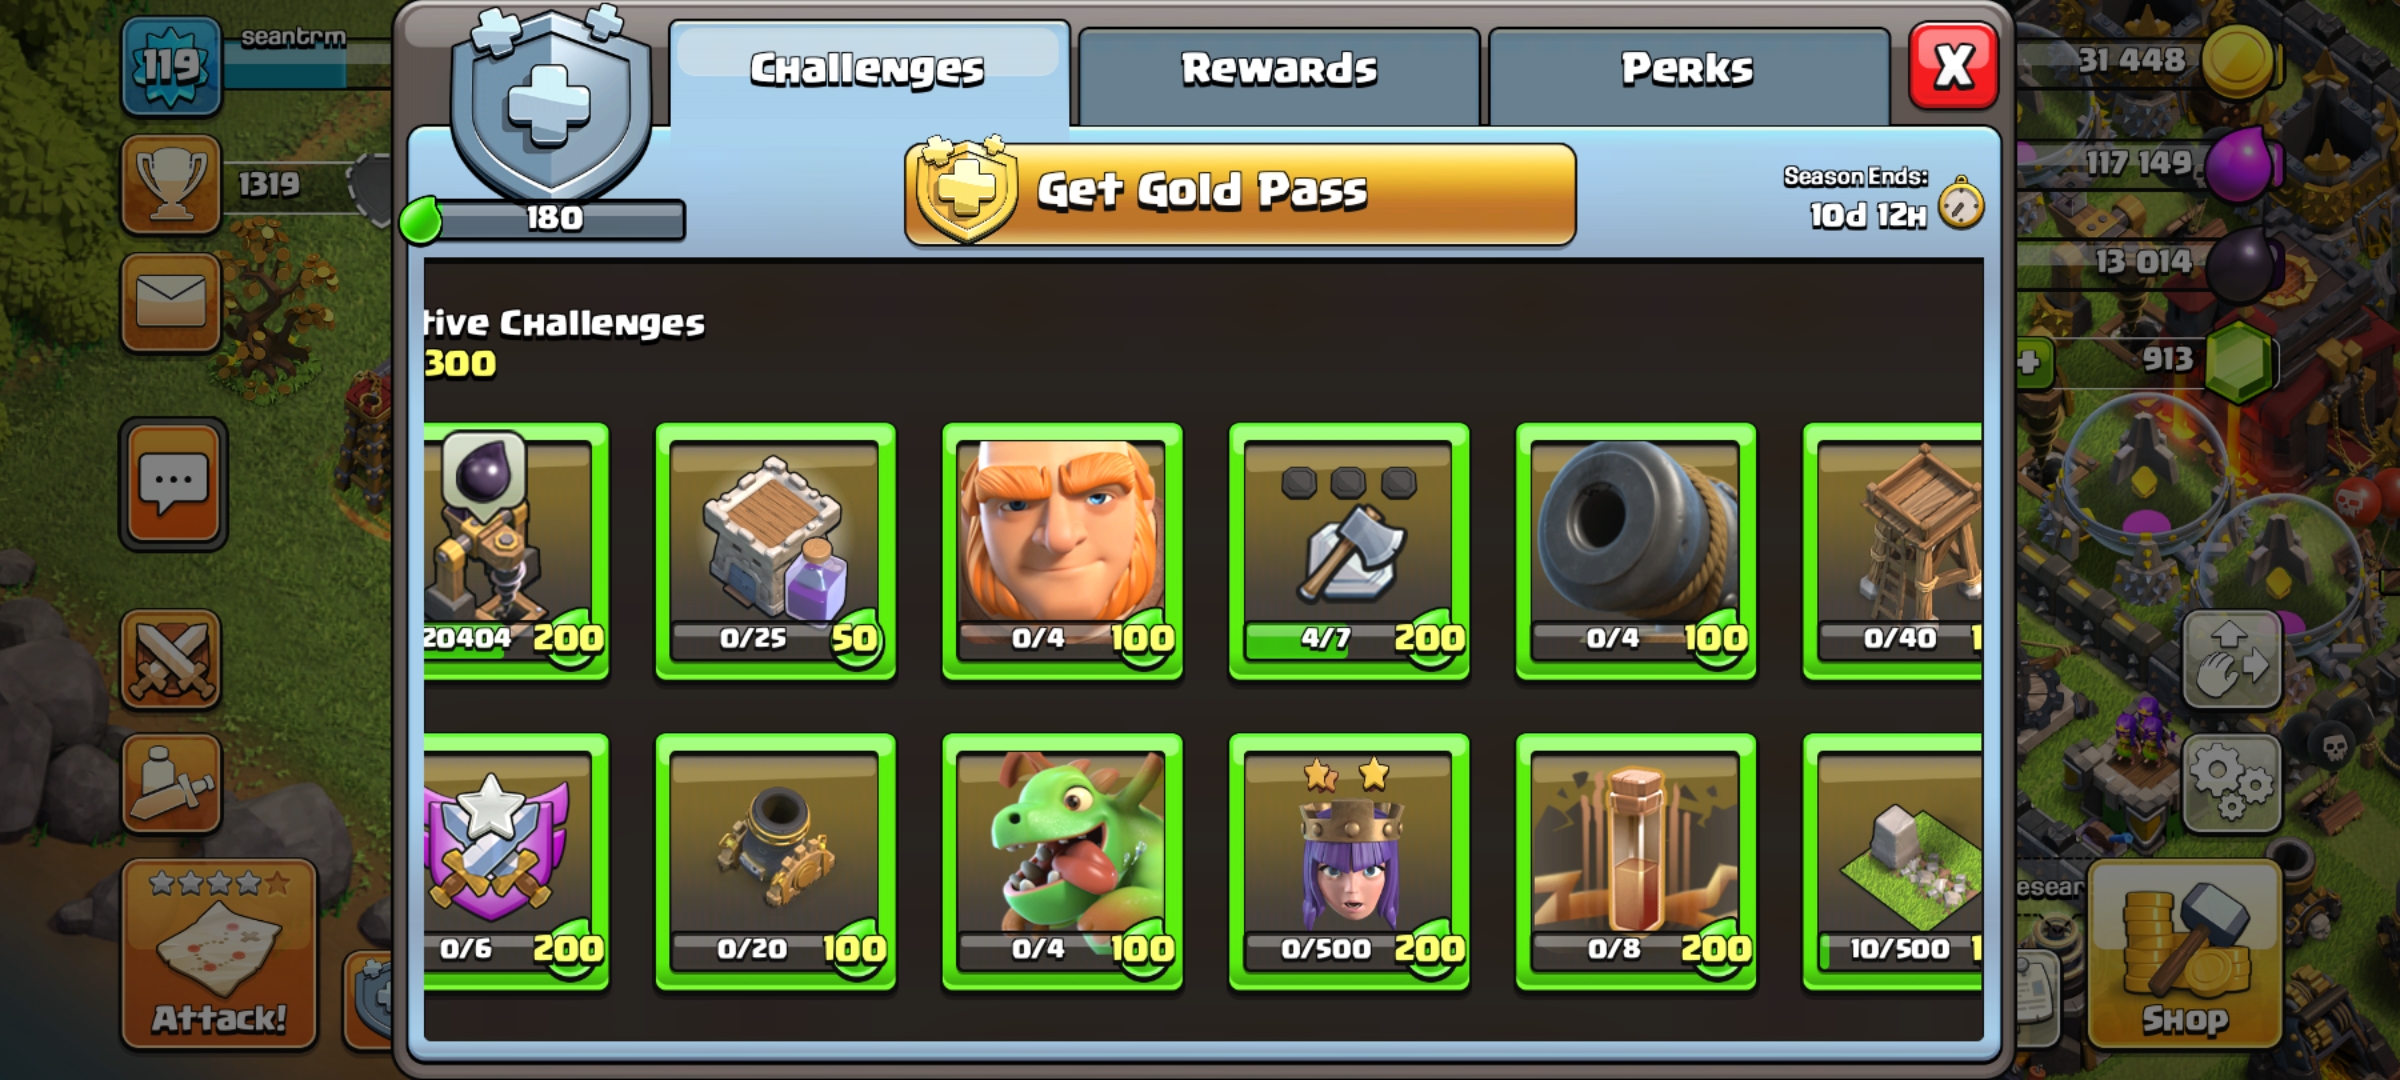 119
seantrm
Challenges
Rewards
Perks
X
31 448
1319
180
Get Gold Pass
Season Ends:
10d 12H
117 149
13 014
913
tive Challenges
300
20404 200
0/25 50
0/4 100
4/7 200
0/4 100
0/40 1
0/6 200
0/20 100
0/4 100
0/500 200
0/8 200
10/500 1
esear
Attack!
Shop